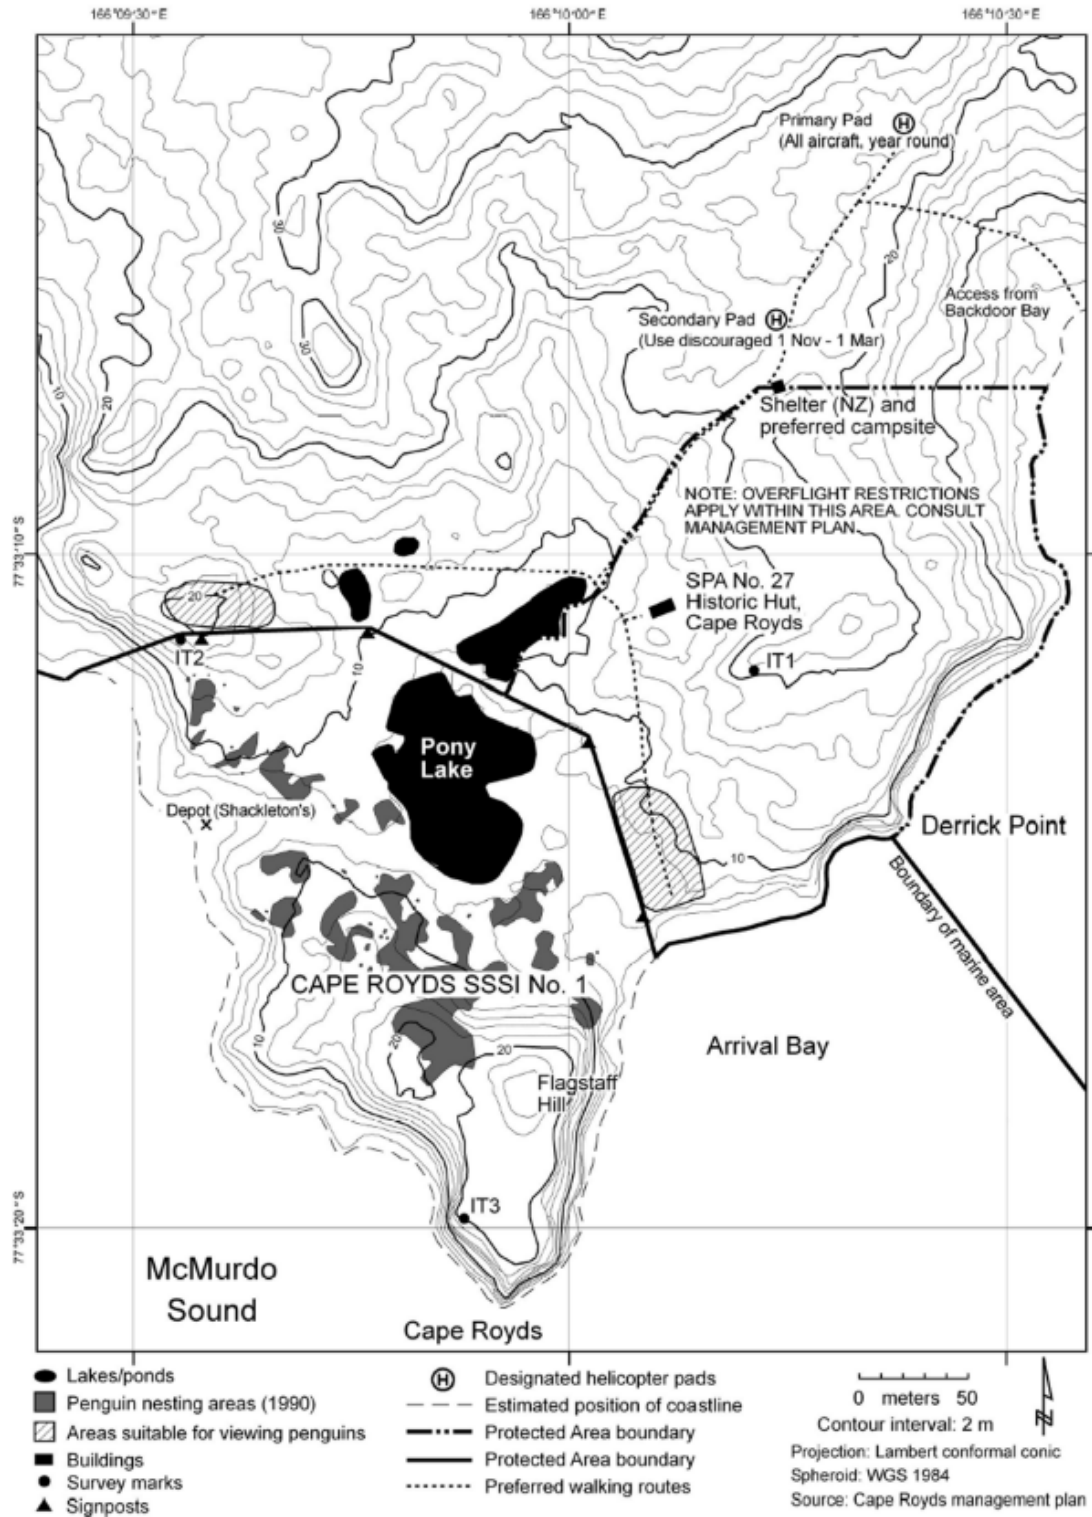 166°09'30" E
166°10'00" E
166°10'30" E
Primary Pad
(All aircraft, year round)
H
30
20
Access from
Backdoor Bay
Secondary Pad
H
(Use discouraged 1 Nov - 1 Mar)
30
10
20
Shelter (NZ) and
preferred campsite
NOTE: OVERFLIGHT RESTRICTIONS
APPLY WITHIN THIS AREA. CONSULT
MANAGEMENT PLAN
77°33'10" S
SPA No. 27
Historic Hut,
Cape Royds
20
IT2
10
IT1
Pony
Lake
Depot (Shackleton's)
Derrick Point
10
Boundary of marine area
CAPE ROYDS SSSI No. 1
10
20
20
Arrival Bay
Flagstaff
Hill
IT3
77°33'20" S
McMurdo
Sound
Cape Royds
Lakes/ponds
Penguin nesting areas (1990)
Areas suitable for viewing penguins
Buildings
Survey marks
Signposts
H
Designated helicopter pads
Estimated position of coastline
Protected Area boundary
Protected Area boundary
Preferred walking routes
0 meters 50
Contour interval: 2 m
N
Projection: Lambert conformal conic
Spheroid: WGS 1984
Source: Cape Royds management plan